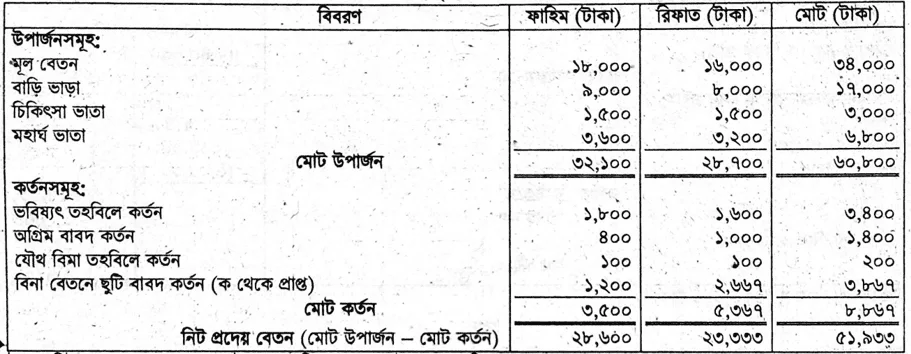 বিবরণ ফাহিম (টাকা) রিফাত (টাকা) মোট (টাকা)
উপার্জনসমূহ:
মূল বেতন ১৮,০০০ ১৬,০০০ ৩৪,০০০
বাড়ি ভাড়া ৯,০০০ ৮,০০০ ১৭,০০০
চিকিৎসা ভাতা ১,৫০০ ১,৫০০ ৩,০০০
মহার্ঘ ভাতা ৩,৬০০ ৩,২০০ ৬,৮০০
মোট উপার্জন ৩২,১০০ ২৮,৭০০ ৬০,৮০০
কর্তনসমূহ:
ভবিষ্যৎ তহবিলে কর্তন ১,৮০০ ১,৬০০ ৩,৪০০
অগ্রিম বাবদ কর্তন ৪০০ ১,০০০ ১,৪০০
যৌথ বিমা তহবিলে কর্তন ১০০ ১০০ ২০০
বিনা বেতনে ছুটি বাবদ কর্তন (ক থেকে প্রাপ্ত) ১,২০০ ২,৬৬৭ ৩,৮৬৭
মোট কর্তন ৩,৫০০ ৫,৩৬৭ ৮,৮৬৭
নিট প্রদেয় বেতন (মোট উপার্জন – মোট কর্তন) ২৮,৬০০ ২৩,৩৩৩ ৫১,৯৩৩